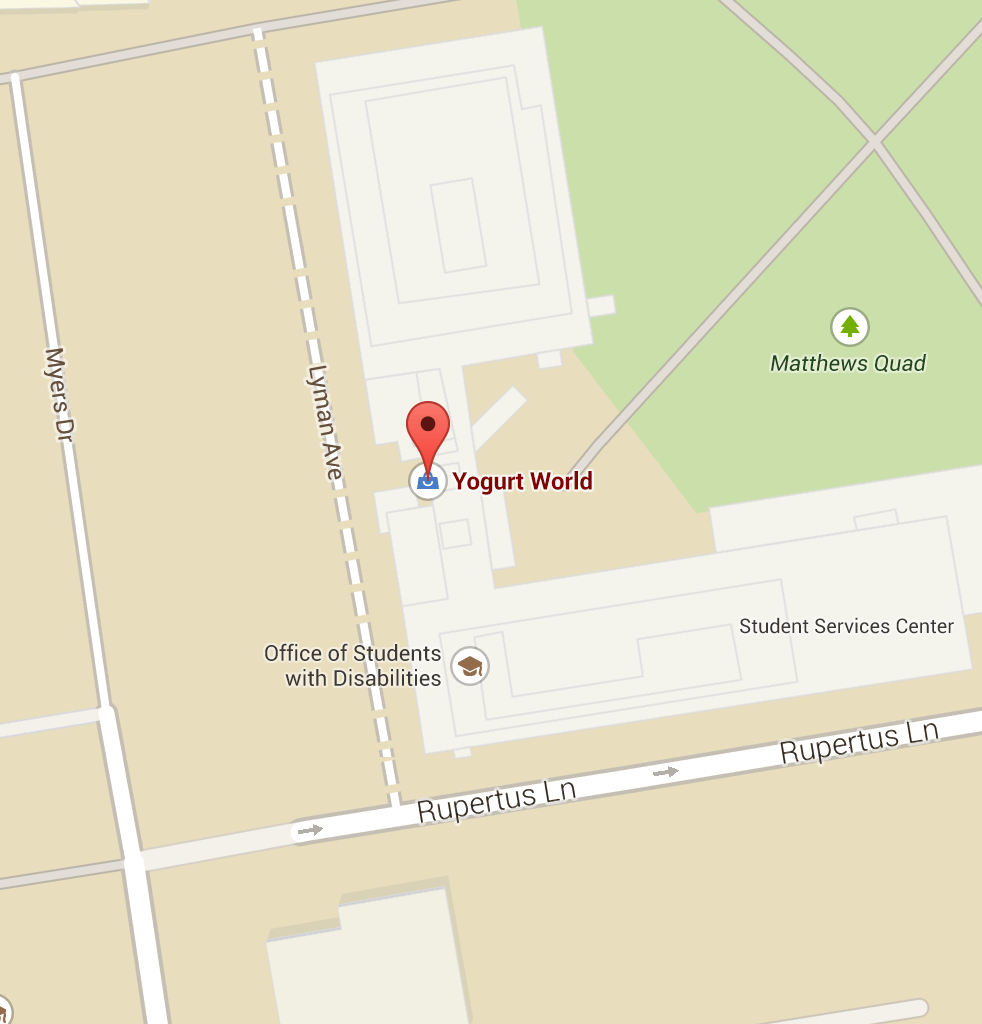 Myers Dr
Lyman Ave
Matthews Quad
Yogurt World
Student Services Center
Office of Students
with Disabilities
Rupertus Ln
Rupertus Ln